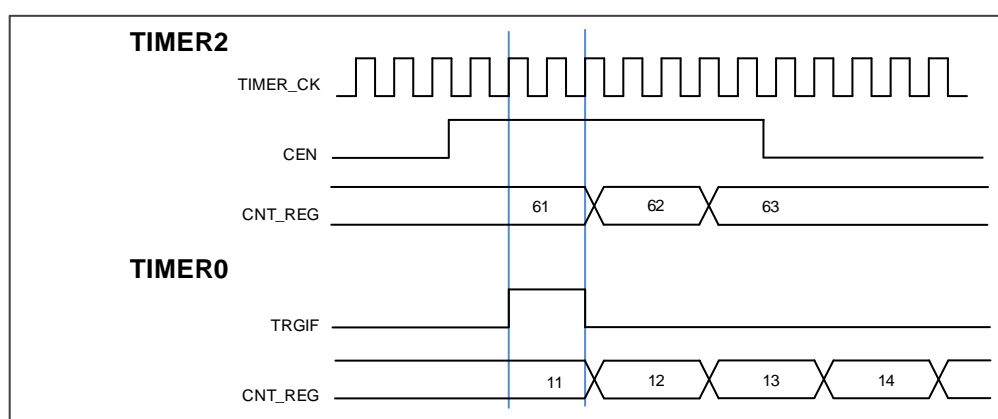 TIMER2
TIMER_CK
CEN
CNT_REG 61 62 63
TIMER0
TRGIF
CNT_REG 11 12 13 14